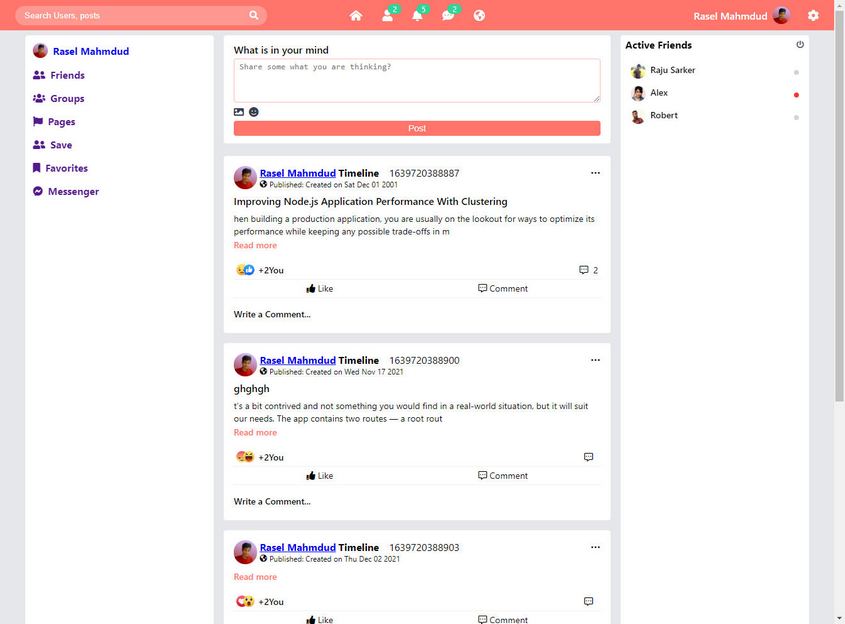 Search Users, posts
2
5
2
Rasel Mahmdud
Rasel Mahmdud
Friends
Groups
Pages
Save
Favorites
Messenger
What is in your mind
Share some what you are thinking?
Post
Rasel Mahmdud Timeline 1639720388887
Published: Created on Sat Dec 01 2001
Improving Node.js Application Performance With Clustering
hen building a production application, you are usually on the lookout for ways to optimize its
performance while keeping any possible trade-offs in m
Read more
+2You
2
Like
Comment
Write a Comment...
Rasel Mahmdud Timeline 1639720388900
Published: Created on Wed Nov 17 2021
ghghgh
t's a bit contrived and not something you would find in a real-world situation, but it will suit
our needs. The app contains two routes — a root rout
Read more
+2You
Like
Comment
Write a Comment...
Rasel Mahmdud Timeline 1639720388903
Published: Created on Thu Dec 02 2021
Read more
+2You
Like
Comment
Active Friends
Raju Sarker
Alex
Robert